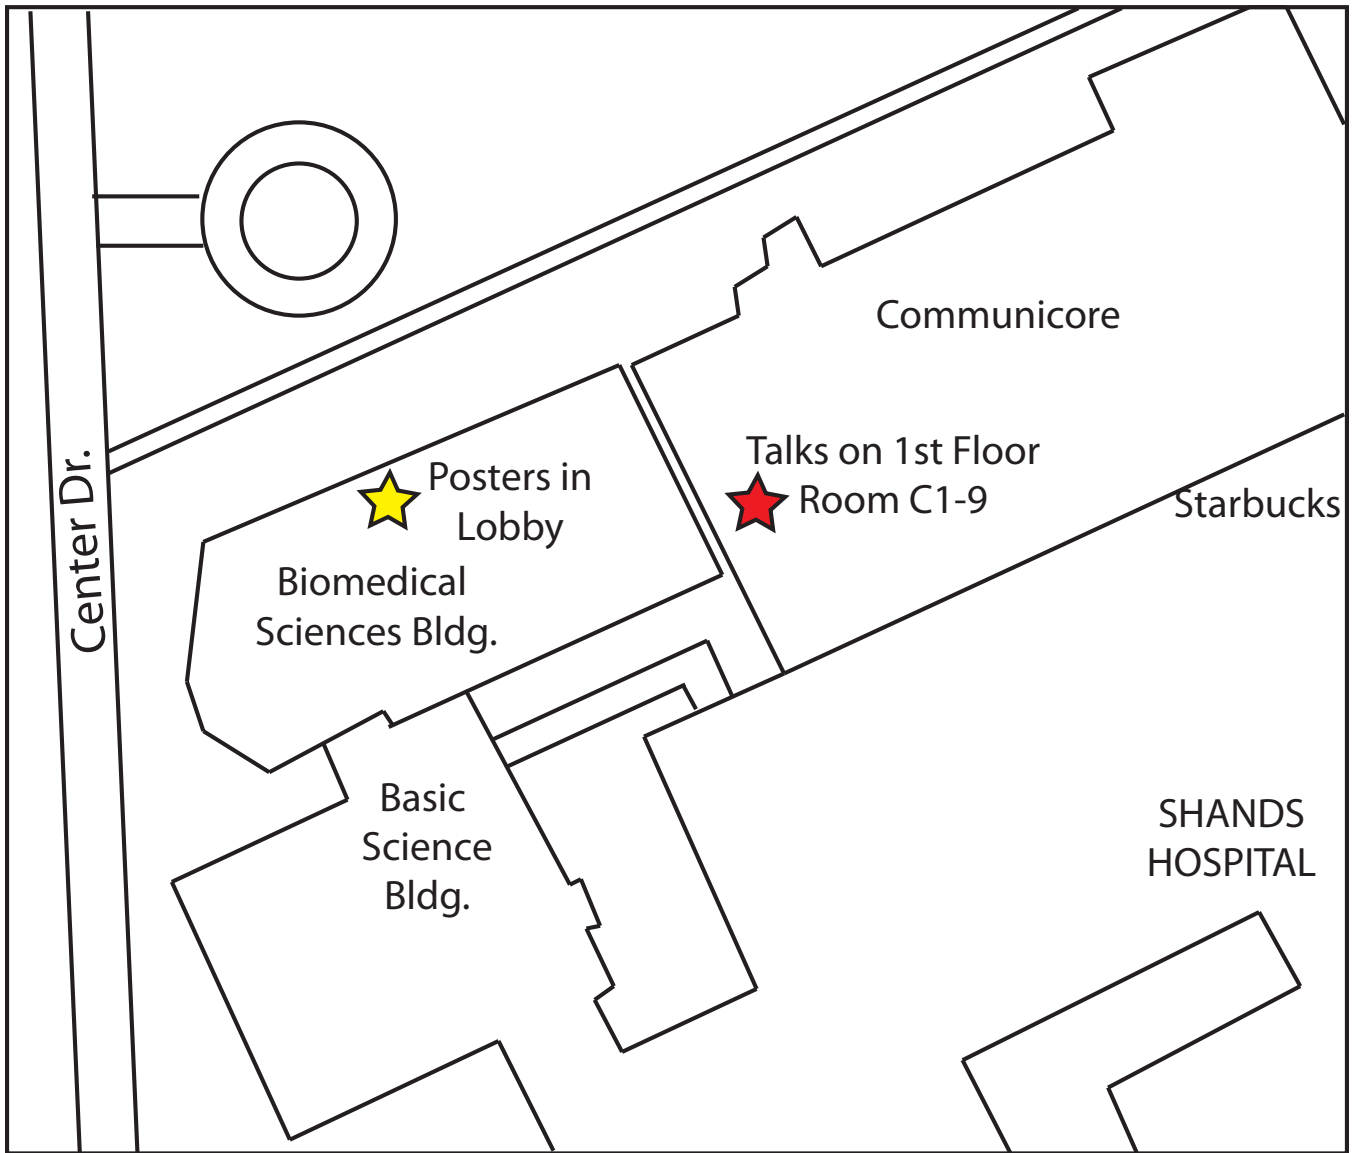 Communicore
Talks on 1st Floor
Room C1-9
Starbucks
Posters in
Lobby
Biomedical
Sciences Bldg.
Center Dr.
Basic
Science
Bldg.
SHANDS
HOSPITAL